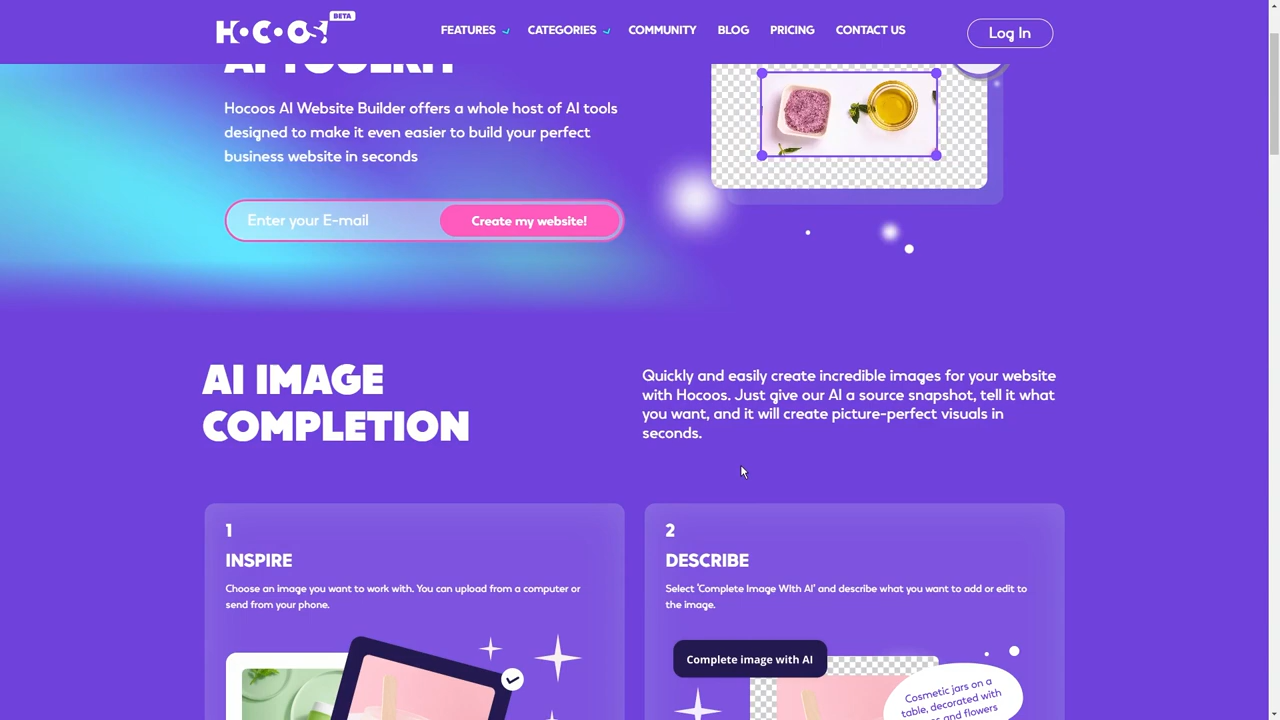 HOCOOS BETA
FEATURES CATEGORIES COMMUNITY BLOG PRICING CONTACT US Log In
AI TOOLKIT
Hocoos AI Website Builder offers a whole host of AI tools
designed to make it even easier to build your perfect
business website in seconds
Enter your E-mail Create my website!
AI IMAGE
COMPLETION
Quickly and easily create incredible images for your website
with Hocoos. Just give our AI a source snapshot, tell it what
you want, and it will create picture-perfect visuals in
seconds.
1
INSPIRE
Choose an image you want to work with. You can upload from a computer or
send from your phone.
2
DESCRIBE
Select 'Complete Image WIth AI' and describe what you want to add or edit to
the image.
Complete image with AI
Cosmetic jars on a
table, decorated with
and flowers